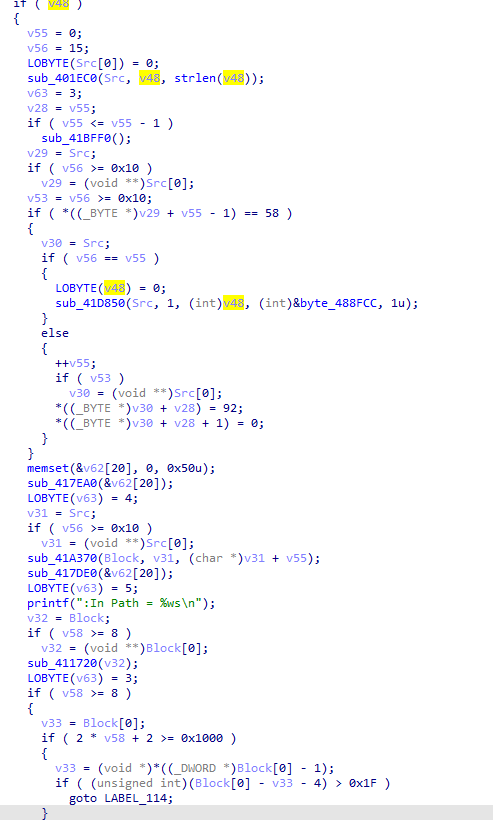 if ( v48 )
{
v55 = 0;
v56 = 15;
LOBYTE(Src[0]) = 0;
sub_401EC0(Src, v48, strlen(v48));
v63 = 3;
v28 = v55;
if ( v55 <= v55 - 1 )
sub_41BFF0();
v29 = Src;
if ( v56 >= 0x10 )
v29 = (void **)Src[0];
v53 = v56 >= 0x10;
if ( *((_BYTE *)v29 + v55 - 1) == 58 )
{
v30 = Src;
if ( v56 == v55 )
{
LOBYTE(v48) = 0;
sub_41D850(Src, 1, (int)v48, (int)&byte_488FCC, 1u);
}
else
{
++v55;
if ( v53 )
v30 = (void **)Src[0];
*((_BYTE *)v30 + v28) = 92;
*((_BYTE *)v30 + v28 + 1) = 0;
}
}
memset(&v62[20], 0, 0x50u);
sub_417EA0(&v62[20]);
LOBYTE(v63) = 4;
v31 = Src;
if ( v56 >= 0x10 )
v31 = (void **)Src[0];
sub_41A370(Block, v31, (char *)v31 + v55);
sub_417DE0(&v62[20]);
LOBYTE(v63) = 5;
printf(":In Path = %ws\n");
v32 = Block;
if ( v58 >= 8 )
v32 = (void **)Block[0];
sub_411720(v32);
LOBYTE(v63) = 3;
if ( v58 >= 8 )
{
v33 = Block[0];
if ( 2 * v58 + 2 >= 0x1000 )
{
v33 = (void *)*((_DWORD *)Block[0] - 1);
if ( (unsigned int)(Block[0] - v33 - 4) > 0x1F )
goto LABEL_114;
}